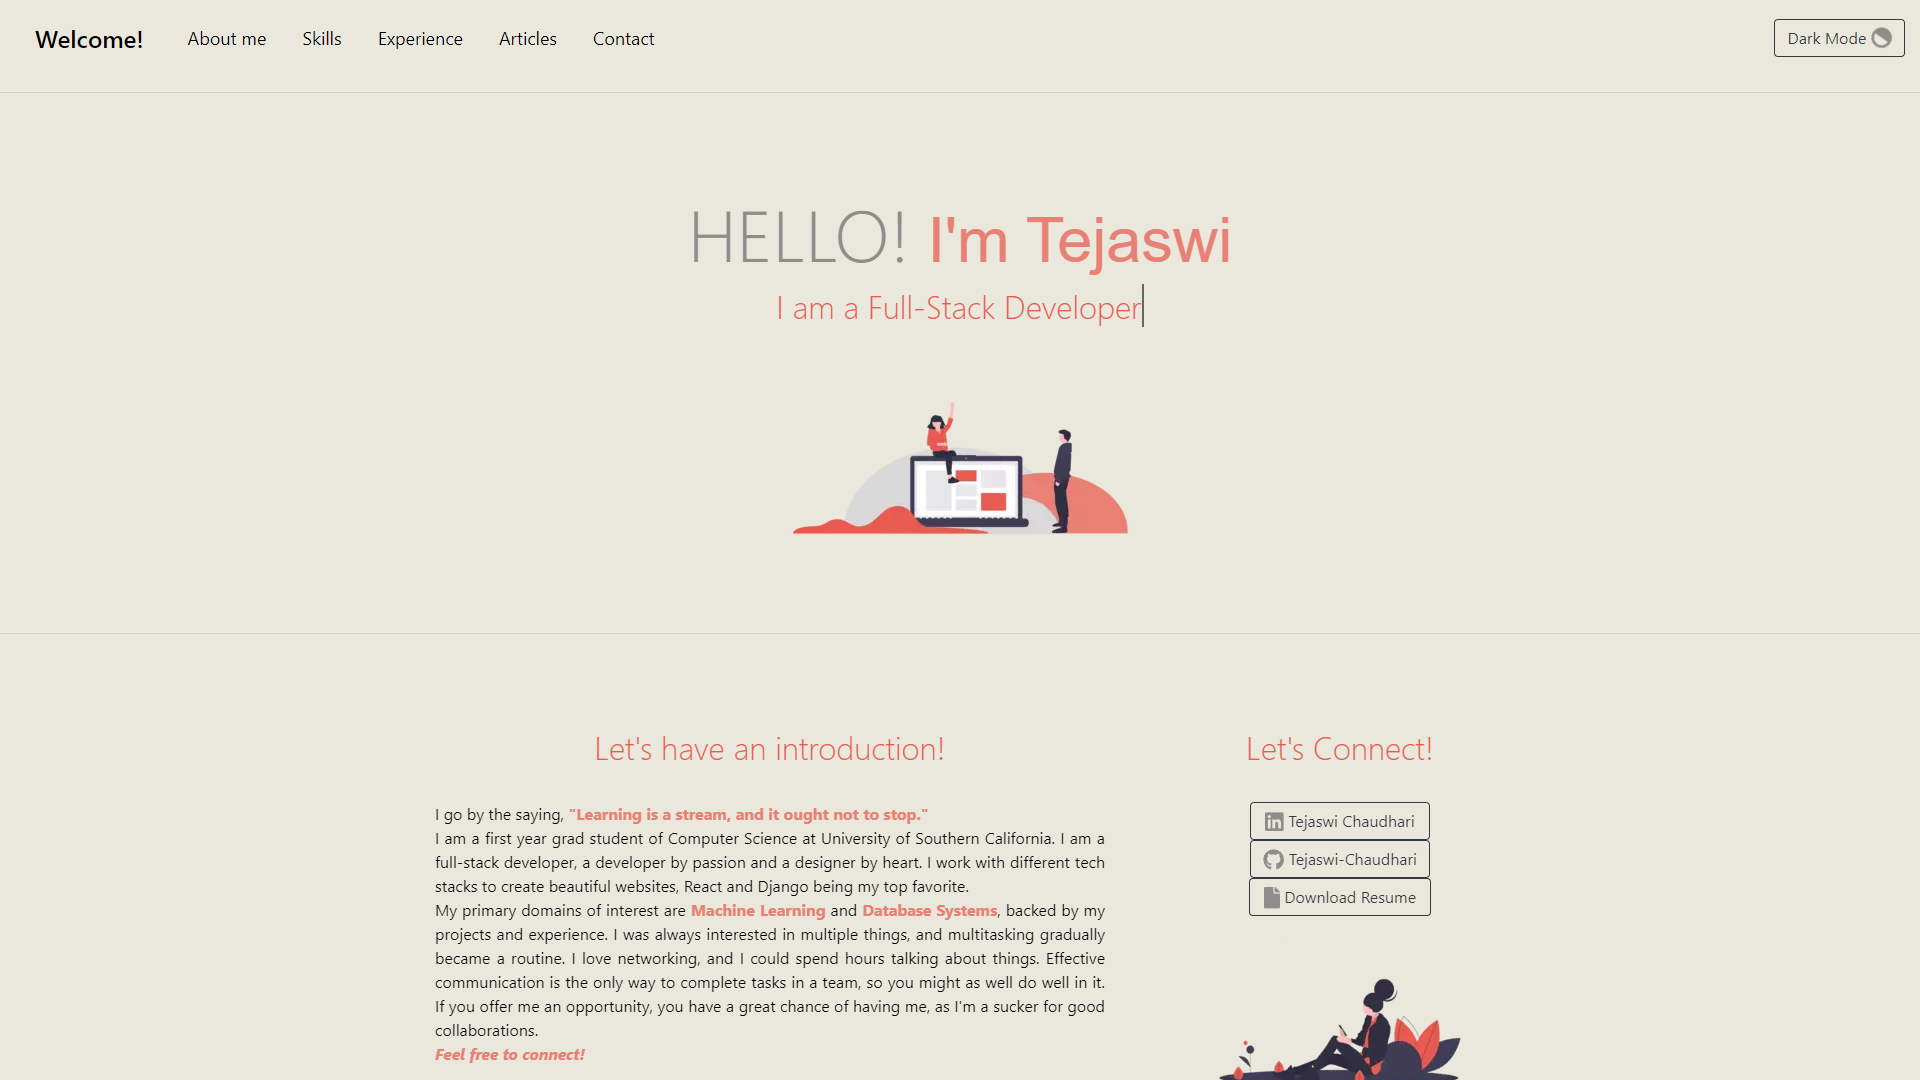 Welcome!
About me
Skills
Experience
Articles
Contact
Dark Mode
HELLO! I'm Tejaswi
I am a Full-Stack Developer
Let's have an introduction!
I go by the saying, "Learning is a stream, and it ought not to stop."
I am a first year grad student of Computer Science at University of Southern California. I am a
full-stack developer, a developer by passion and a designer by heart. I work with different tech
stacks to create beautiful websites, React and Django being my top favorite.
My primary domains of interest are Machine Learning and Database Systems, backed by my
projects and experience. I was always interested in multiple things, and multitasking gradually
became a routine. I love networking, and I could spend hours talking about things. Effective
communication is the only way to complete tasks in a team, so you might as well do well in it.
If you offer me an opportunity, you have a great chance of having me, as I'm a sucker for good
collaborations.
Feel free to connect!
Let's Connect!
Tejaswi Chaudhari
Tejaswi-Chaudhari
Download Resume